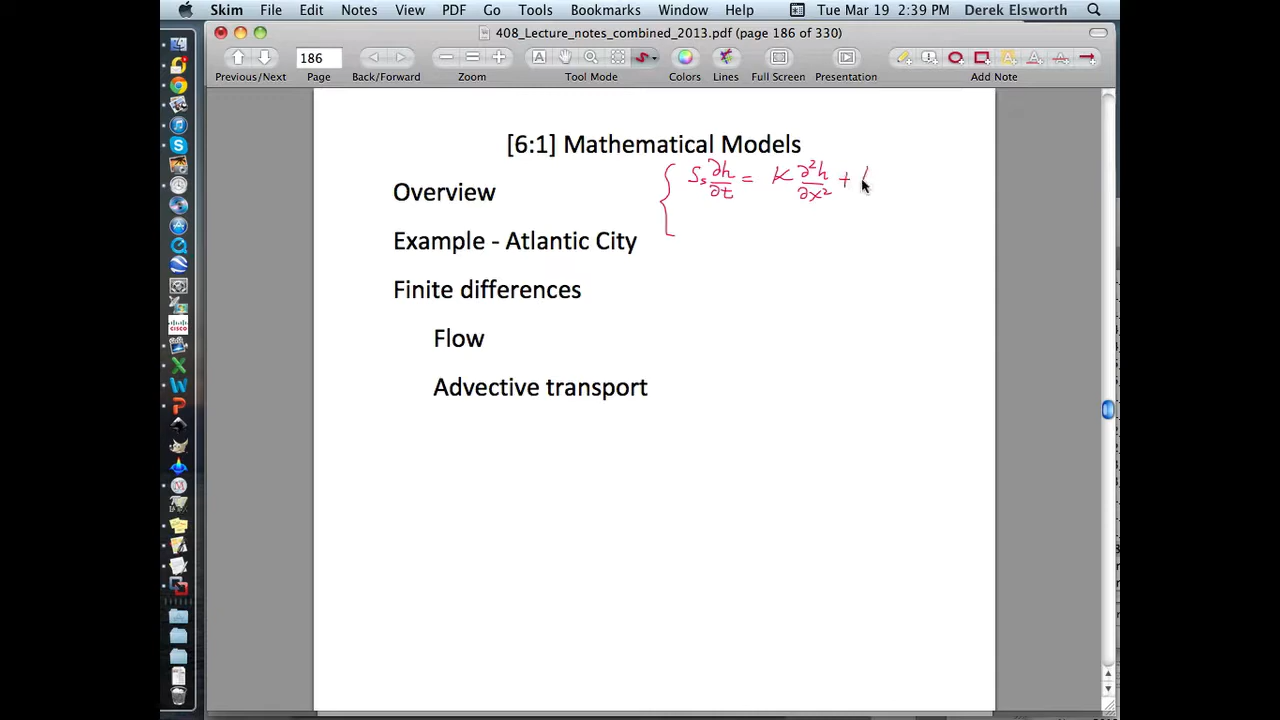 Skim File Edit Notes View PDF Go Tools Bookmarks Window Help Tue Mar 19 2:39 PM Derek Elsworth
408_Lecture_notes_combined_2013.pdf (page 186 of 330)
186
Previous/Next Page Back/Forward Zoom Tool Mode Colors Lines Full Screen Presentation Add Note
[6:1] Mathematical Models
Overview
Sₛ ∂h/∂t = K ∂²h/∂x² +
Example - Atlantic City
Finite differences
Flow
Advective transport